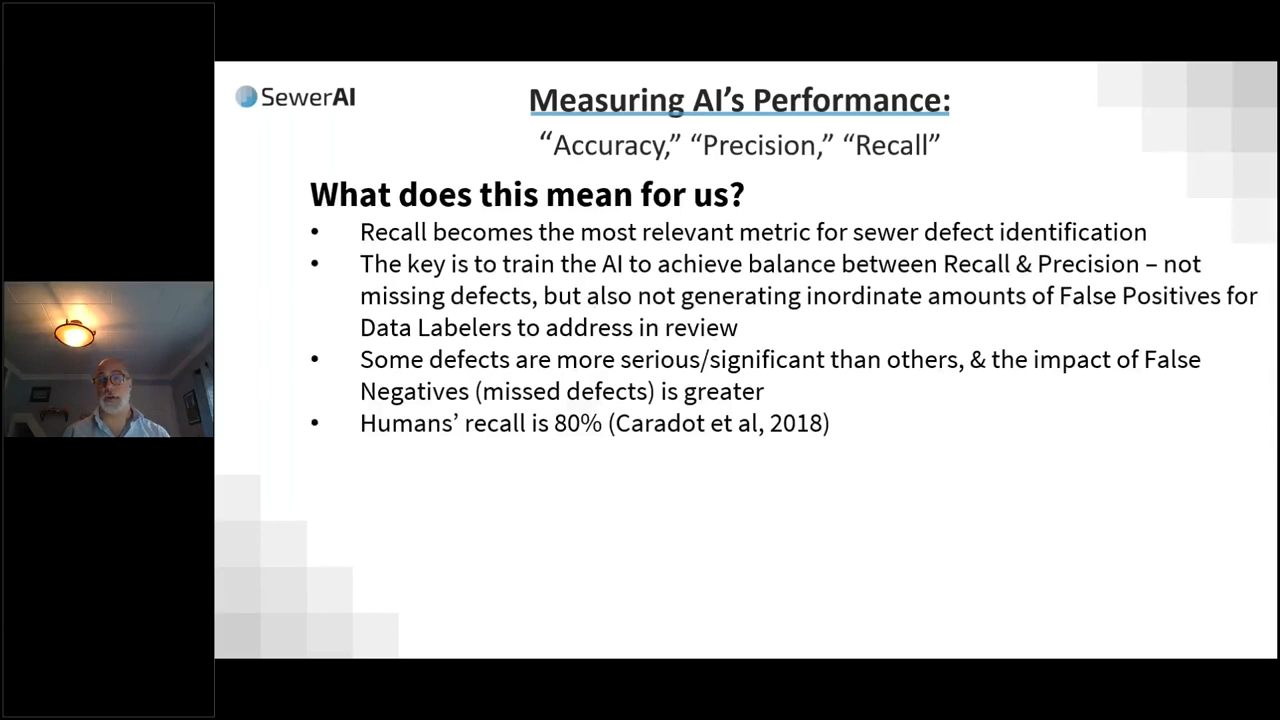 SewerAI
Measuring AI’s Performance:
“Accuracy,” “Precision,” “Recall”
What does this mean for us?
• Recall becomes the most relevant metric for sewer defect identification
• The key is to train the AI to achieve balance between Recall & Precision – not
missing defects, but also not generating inordinate amounts of False Positives for
Data Labelers to address in review
• Some defects are more serious/significant than others, & the impact of False
Negatives (missed defects) is greater
• Humans’ recall is 80% (Caradot et al, 2018)